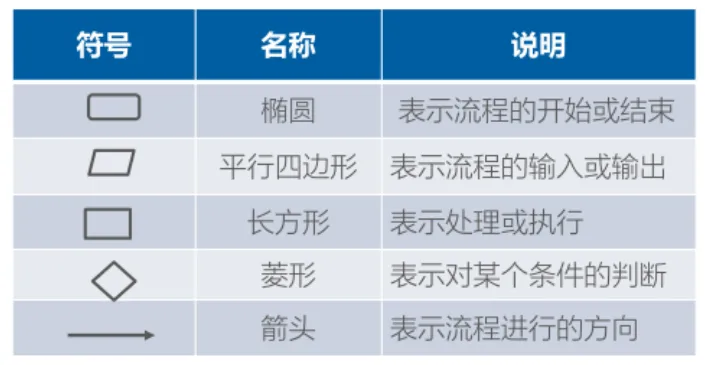 符号 名称 说明
椭圆 表示流程的开始或结束
平行四边形 表示流程的输入或输出
长方形 表示处理或执行
菱形 表示对某个条件的判断
箭头 表示流程进行的方向